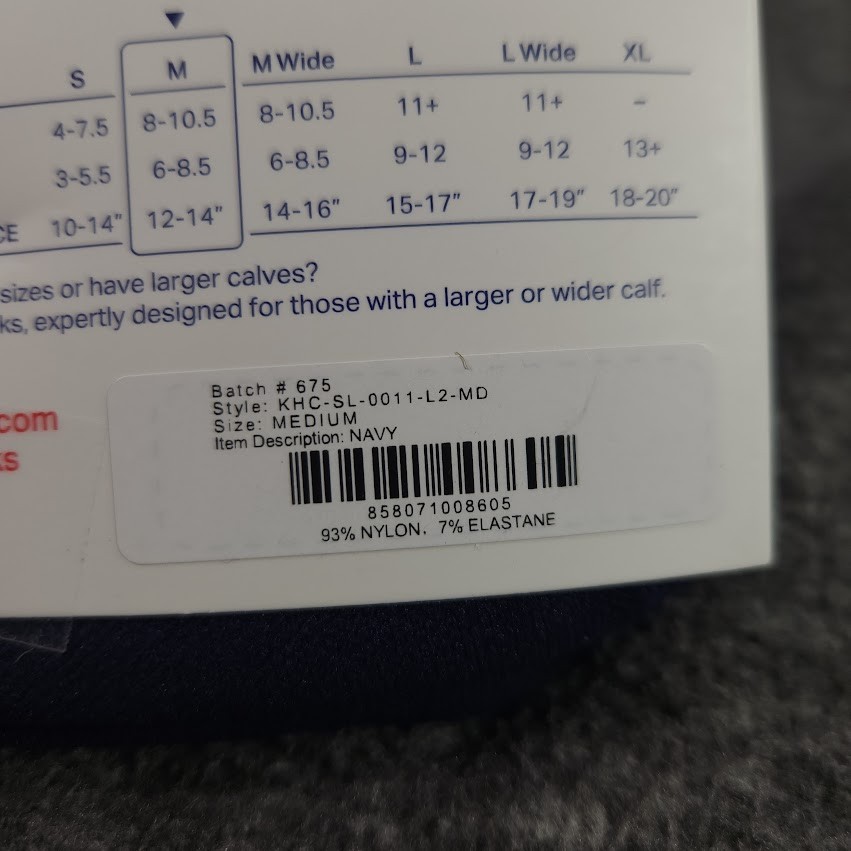 S M M Wide L L Wide XL
4-7.5 8-10.5 8-10.5 11+ 11+ –
3-5.5 6-8.5 6-8.5 9-12 9-12 13+
CE 10-14" 12-14" 14-16" 15-17" 17-19" 18-20"
sizes or have larger calves?
ks, expertly designed for those with a larger or wider calf.
com
s
Batch # 675
Style: KHC-SL-0011-L2-MD
Size: MEDIUM
Item Description: NAVY
858071008605
93% NYLON, 7% ELASTANE